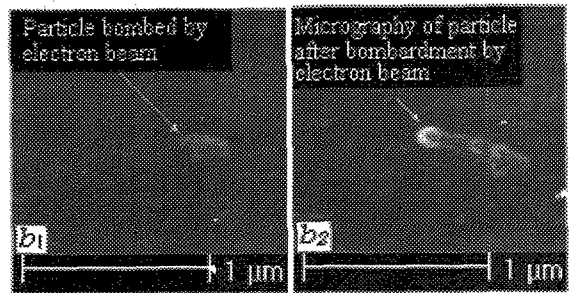 Particle bombed by
electron beam
b1
1 µm
Micrography of particle
after bombardment by
electron beam
b2
1 µm